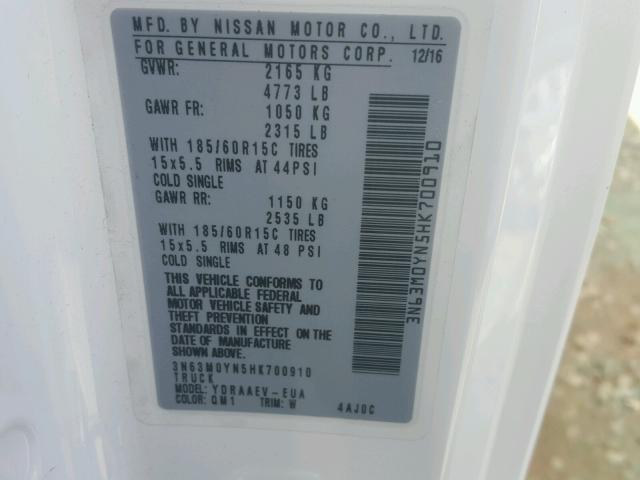 MFD. BY NISSAN MOTOR CO., LTD.
FOR GENERAL MOTORS CORP. 12/16
GVWR: 2165 KG
4773 LB
GAWR FR: 1050 KG
2315 LB
WITH 185/60R15C TIRES
15x5.5 RIMS AT 44PSI
COLD SINGLE
GAWR RR: 1150 KG
2535 LB
WITH 185/60R15C TIRES
15x5.5 RIMS AT 48 PSI
COLD SINGLE
THIS VEHICLE CONFORMS TO
ALL APPLICABLE FEDERAL
MOTOR VEHICLE SAFETY AND
THEFT PREVENTION
STANDARDS IN EFFECT ON THE
DATE OF MANUFACTURE
SHOWN ABOVE.
3N63M0YN5HK700910
TRUCK
MODEL: YDRAAEV-EUA
COLOR: QM1 TRIM: W 4AJ0C
3N63M0YN5HK700910